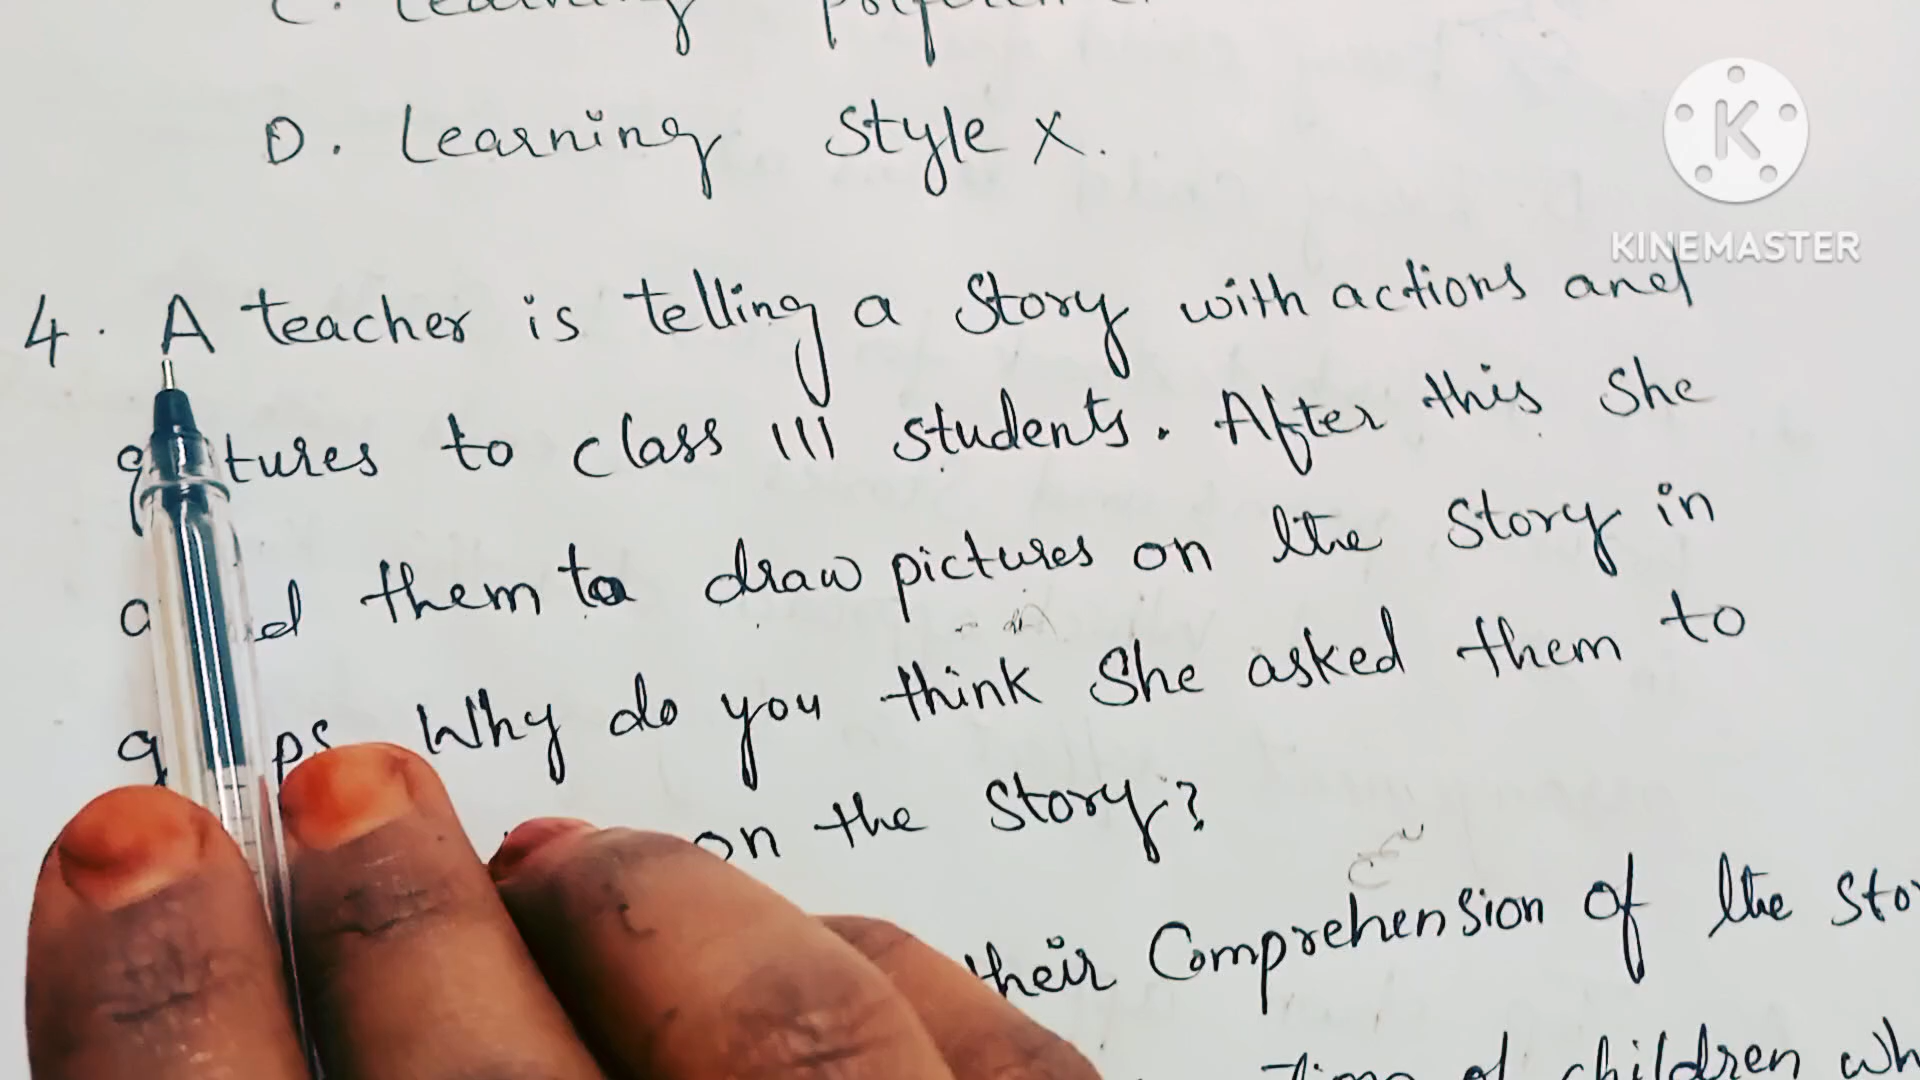 D. Learning Style X.
KINEMASTER
4. A teacher is telling a Story with actions and
tures to class III students. After this She
them to draw pictures on the Story in
Why do you think She asked them to
on the Story?
their Comprehension of the
of children